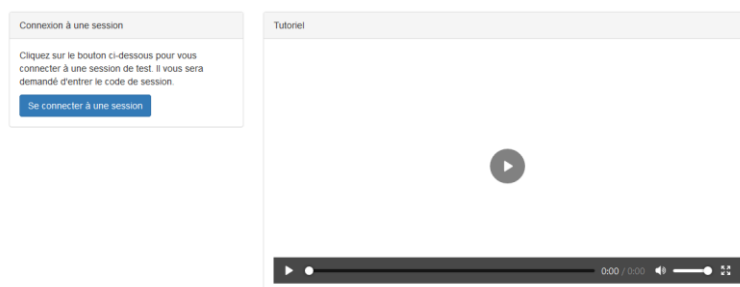 Connexion à une session
Cliquez sur le bouton ci-dessous pour vous
connecter à une session de test. Il vous sera
demandé d'entrer le code de session.
Se connecter à une session
Tutoriel
0:00 / 0:00